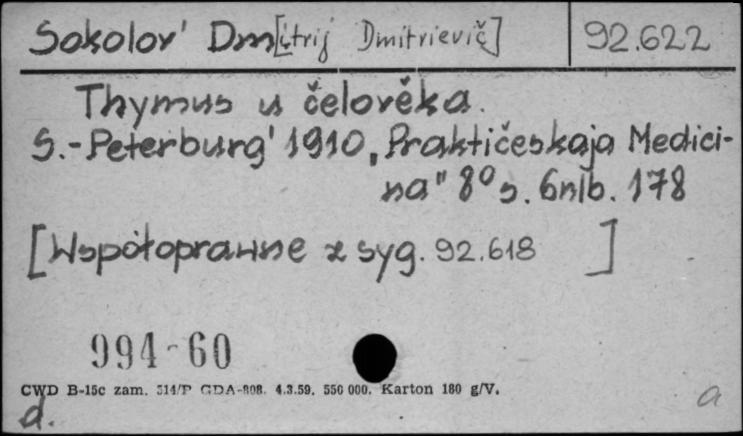 Sokolov' Dm[itrij Dmitrievič] 92.622
Thymus u čelověka.
S.-Peterburg' 1910 „Praktičeskaja Medici-
na" 8° s. 6nlb. 178
[Współoprawne z syg. 92.618 ]
994-60
CWD B-15c zam. 514/P GDA-808. 4.3.59. 550 000. Karton 180 g/V.
d. a